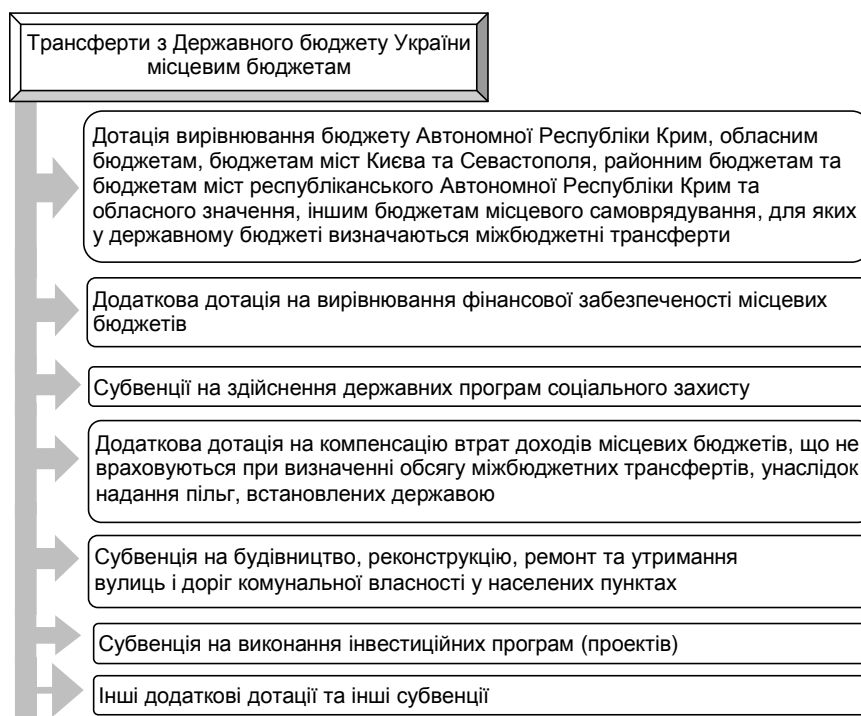 Трансферти з Державного бюджету України
місцевим бюджетам
Дотація вирівнювання бюджету Автономної Республіки Крим, обласним
бюджетам, бюджетам міст Києва та Севастополя, районним бюджетам та
бюджетам міст республіканського Автономної Республіки Крим та
обласного значення, іншим бюджетам місцевого самоврядування, для яких
у державному бюджеті визначаються міжбюджетні трансферти
Додаткова дотація на вирівнювання фінансової забезпеченості місцевих
бюджетів
Субвенції на здійснення державних програм соціального захисту
Додаткова дотація на компенсацію втрат доходів місцевих бюджетів, що не
враховуються при визначенні обсягу міжбюджетних трансфертів, унаслідок
надання пільг, встановлених державою
Субвенція на будівництво, реконструкцію, ремонт та утримання
вулиць і доріг комунальної власності у населених пунктах
Субвенція на виконання інвестиційних програм (проектів)
Інші додаткові дотації та інші субвенції